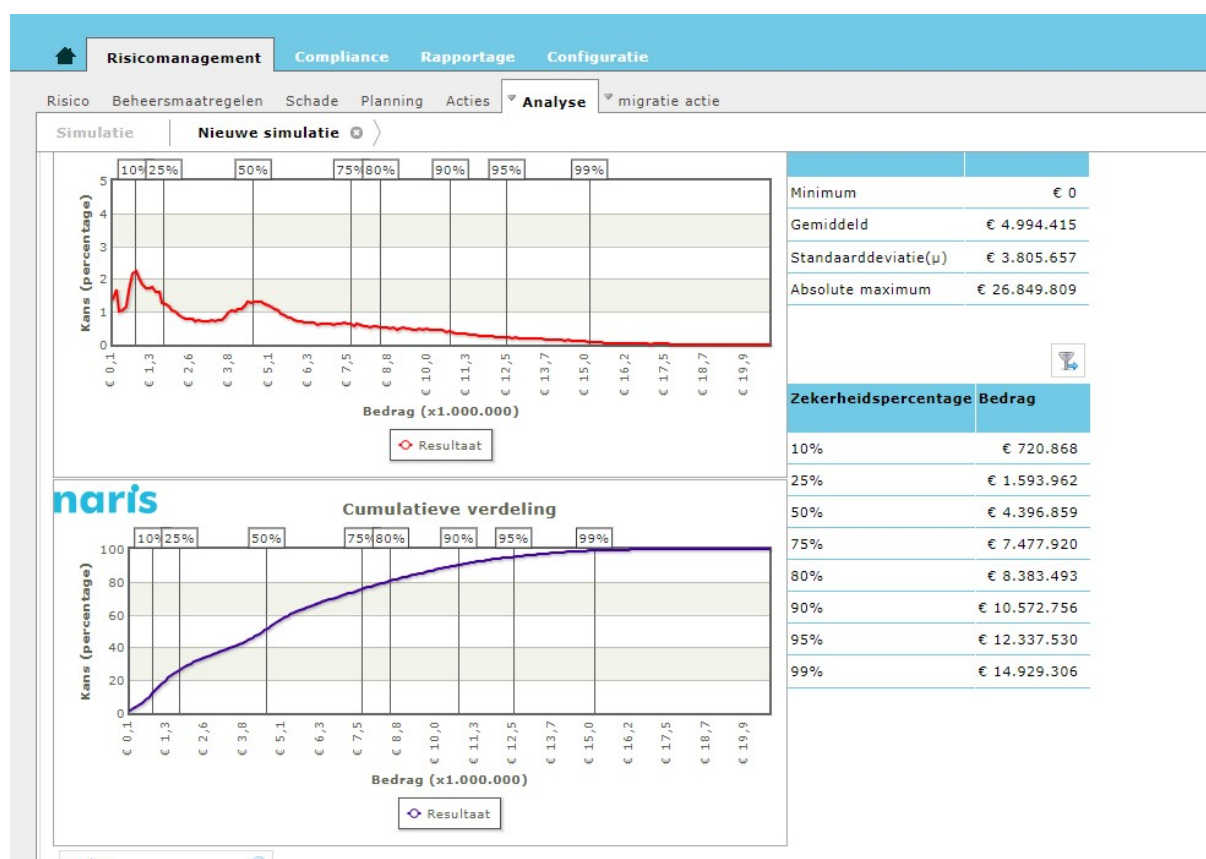 Risicomanagement Compliance Rapportage Configuratie
Risico Beheersmaatregelen Schade Planning Acties Analyse migratie actie
Simulatie Nieuwe simulatie
10% 25% 50% 75% 80% 90% 95% 99%
Kans (percentage)
5
4
3
2
1
0
€ 0,1 € 1,3 € 2,6 € 3,8 € 5,1 € 6,3 € 7,5 € 8,8 € 10,0 € 11,3 € 12,5 € 13,7 € 15,0 € 16,2 € 17,5 € 18,7 € 19,9
Bedrag (x1.000.000)
Resultaat
Minimum € 0
Gemiddeld € 4.994.415
Standaarddeviatie(μ) € 3.805.657
Absolute maximum € 26.849.809
Zekerheidspercentage Bedrag
10% € 720.868
25% € 1.593.962
50% € 4.396.859
75% € 7.477.920
80% € 8.383.493
90% € 10.572.756
95% € 12.337.530
99% € 14.929.306
naris
Cumulatieve verdeling
10% 25% 50% 75% 80% 90% 95% 99%
Kans (percentage)
100
80
60
40
20
0
€ 0,1 € 1,3 € 2,6 € 3,8 € 5,1 € 6,3 € 7,5 € 8,8 € 10,0 € 11,3 € 12,5 € 13,7 € 15,0 € 16,2 € 17,5 € 18,7 € 19,9
Bedrag (x1.000.000)
Resultaat